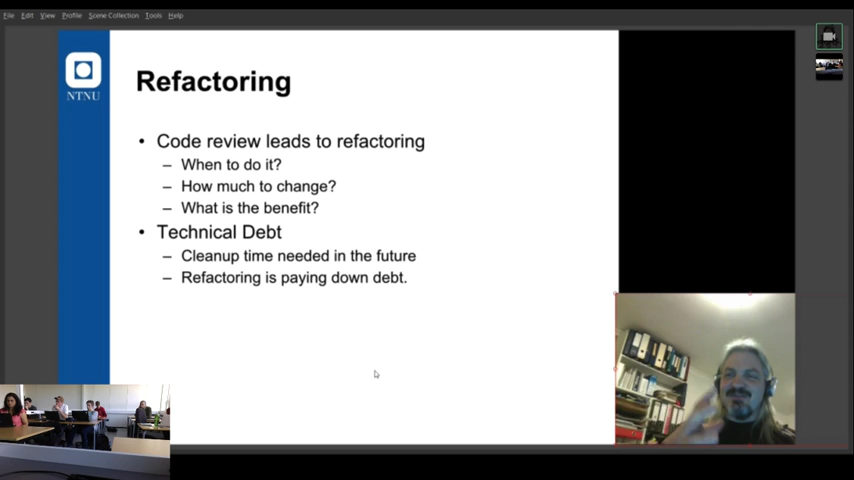 File Edit View Profile Scene Collection Tools Help
NTNU
Refactoring
• Code review leads to refactoring
– When to do it?
– How much to change?
– What is the benefit?
• Technical Debt
– Cleanup time needed in the future
– Refactoring is paying down debt.